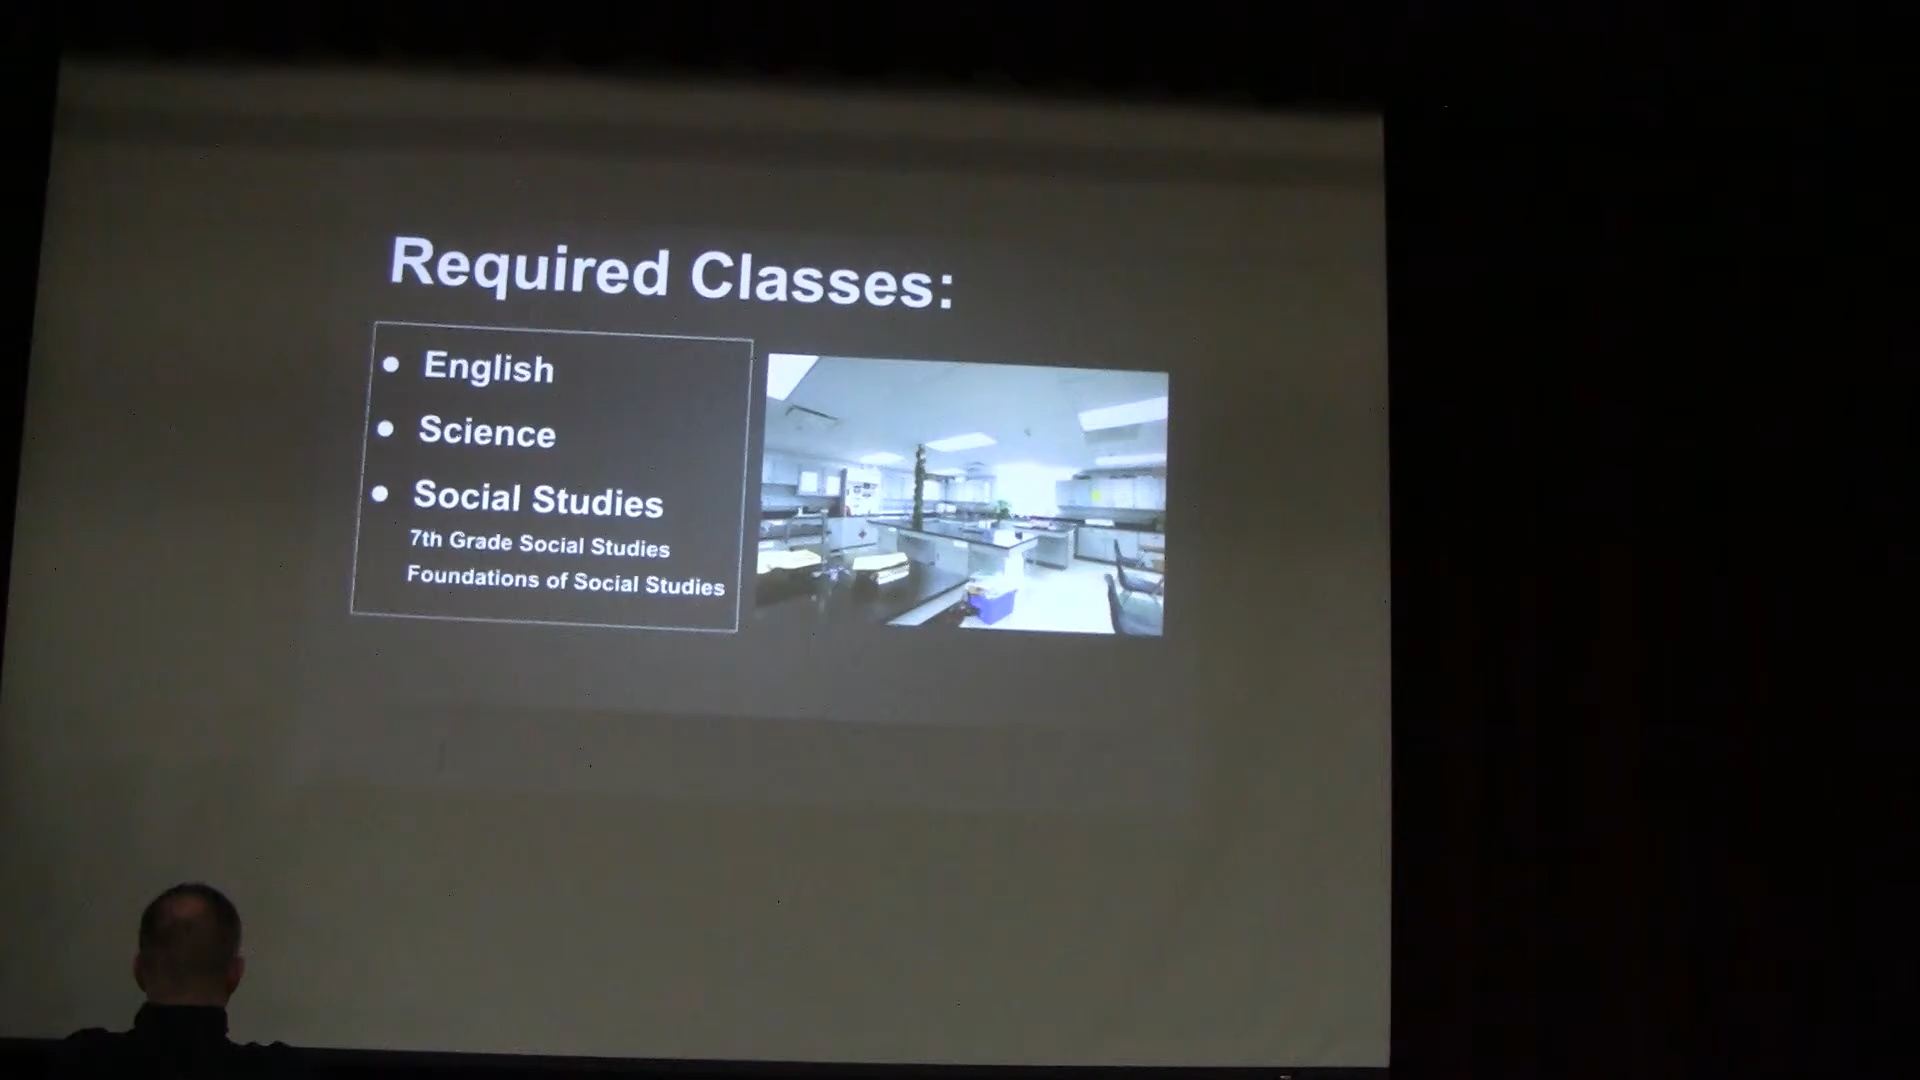 Required Classes:
● English
● Science
● Social Studies
7th Grade Social Studies
Foundations of Social Studies